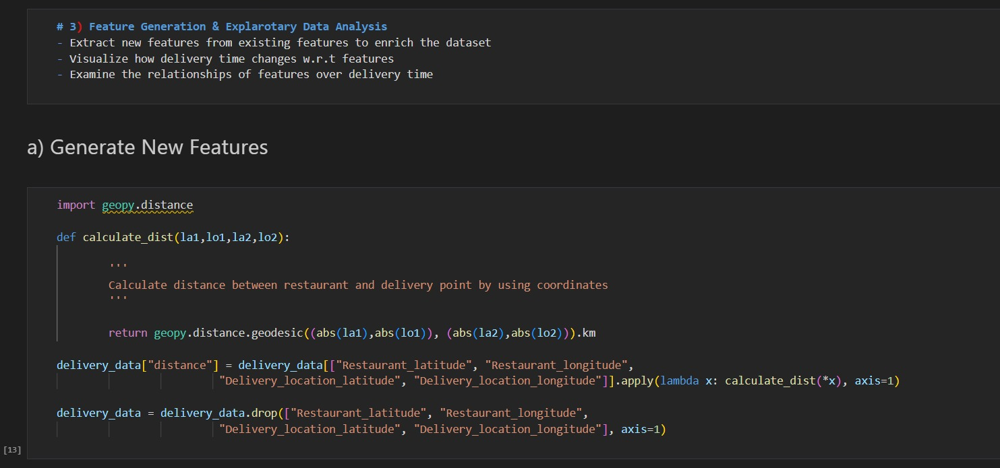 # 3) Feature Generation & Explarotary Data Analysis
- Extract new features from existing features to enrich the dataset
- Visualize how delivery time changes w.r.t features
- Examine the relationships of features over delivery time
a) Generate New Features
import geopy.distance
def calculate_dist(la1,lo1,la2,lo2):
'''
Calculate distance between restaurant and delivery point by using coordinates
'''
return geopy.distance.geodesic((abs(la1),abs(lo1)), (abs(la2),abs(lo2))).km
delivery_data["distance"] = delivery_data[["Restaurant_latitude", "Restaurant_longitude",
"Delivery_location_latitude", "Delivery_location_longitude"]].apply(lambda x: calculate_dist(*x), axis=1)
delivery_data = delivery_data.drop(["Restaurant_latitude", "Restaurant_longitude",
"Delivery_location_latitude", "Delivery_location_longitude"], axis=1)
[13]